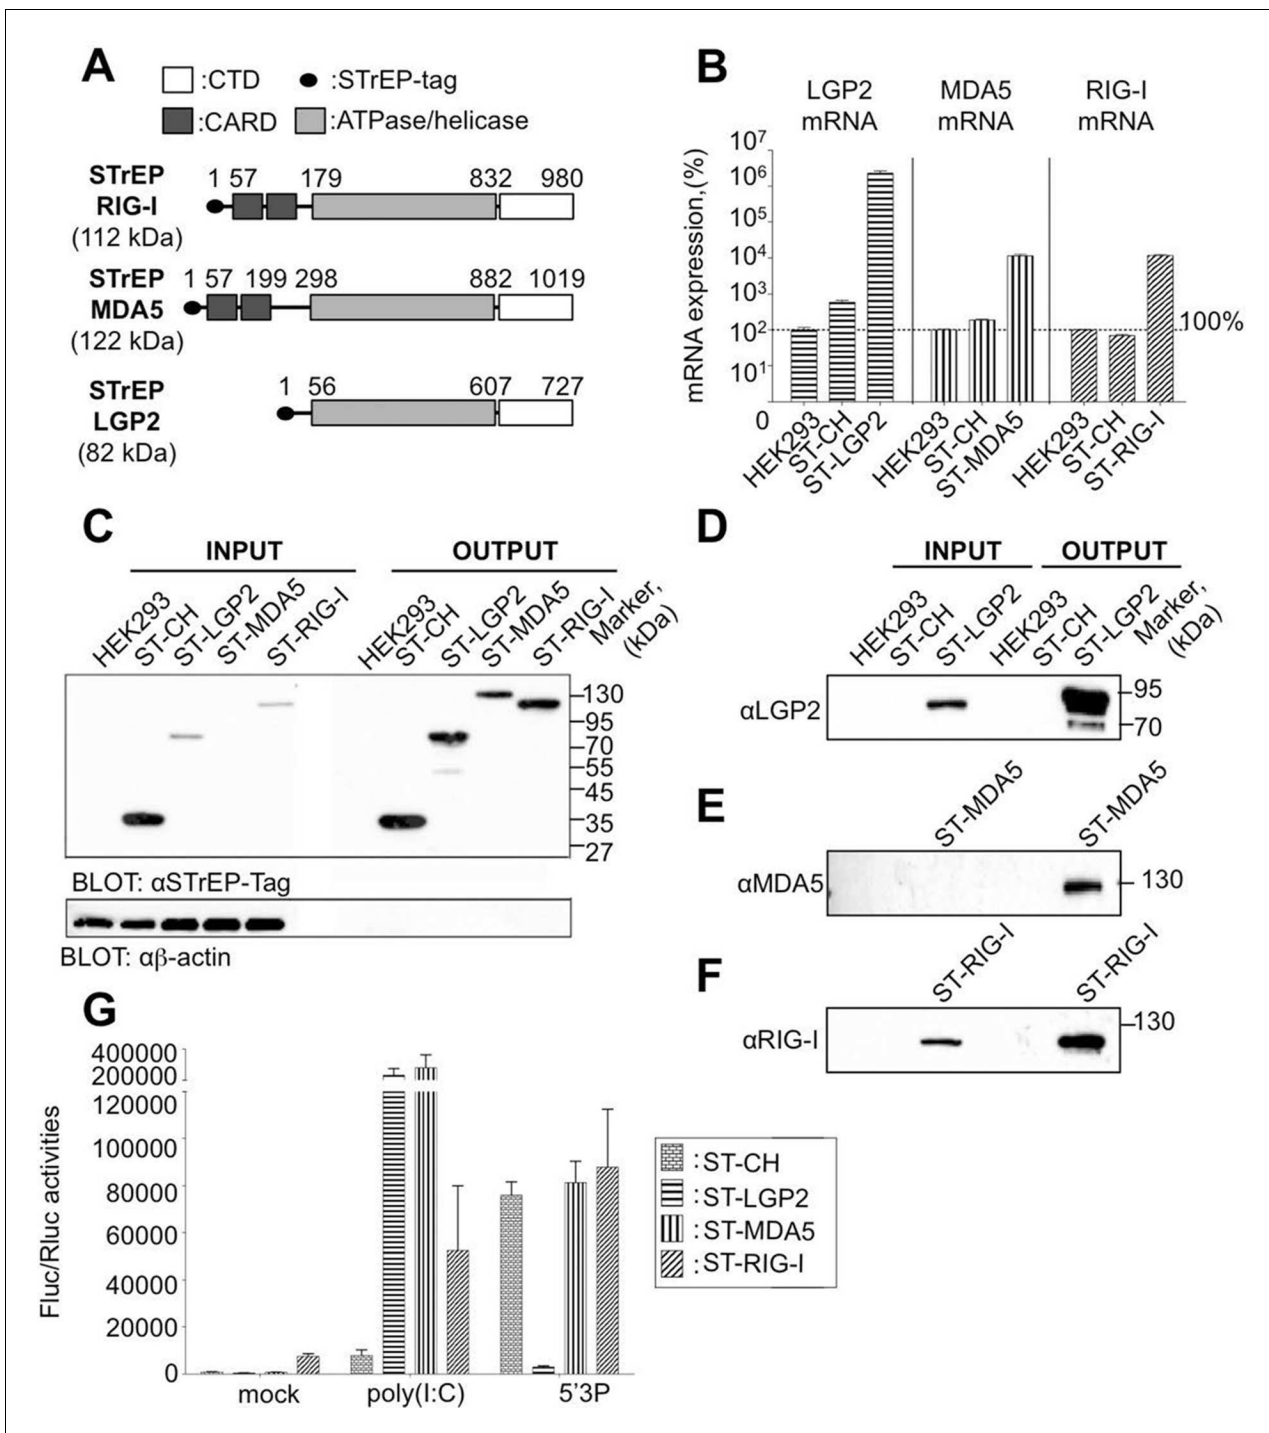 A
:CTD :STrEP-tag
:CARD :ATPase/helicase
STrEP
RIG-I
(112 kDa)
1 57 179 832 980
STrEP
MDA5
(122 kDa)
1 57 199 298 882 1019
STrEP
LGP2
(82 kDa)
1 56 607 727
B
LGP2
mRNA
MDA5
mRNA
RIG-I
mRNA
mRNA expression,(%)
10⁷
10⁶
10⁵
10⁴
10³
10²
10¹
0
100%
HEK293
ST-CH
ST-LGP2
HEK293
ST-CH
ST-MDA5
HEK293
ST-CH
ST-RIG-I
C
INPUT OUTPUT
HEK293
ST-CH
ST-LGP2
ST-MDA5
ST-RIG-I
HEK293
ST-CH
ST-LGP2
ST-MDA5
ST-RIG-I
Marker,
(kDa)
130
95
70
55
45
35
27
BLOT: αSTrEP-Tag
BLOT: αβ-actin
D
INPUT OUTPUT
HEK293
ST-CH
ST-LGP2
HEK293
ST-CH
ST-LGP2
Marker,
(kDa)
αLGP2
95
70
E
ST-MDA5
ST-MDA5
αMDA5
130
F
ST-RIG-I
ST-RIG-I
αRIG-I
130
G
Fluc/Rluc activities
400000
200000
120000
100000
80000
60000
40000
20000
0
mock poly(I:C) 5'3P
:ST-CH
:ST-LGP2
:ST-MDA5
:ST-RIG-I